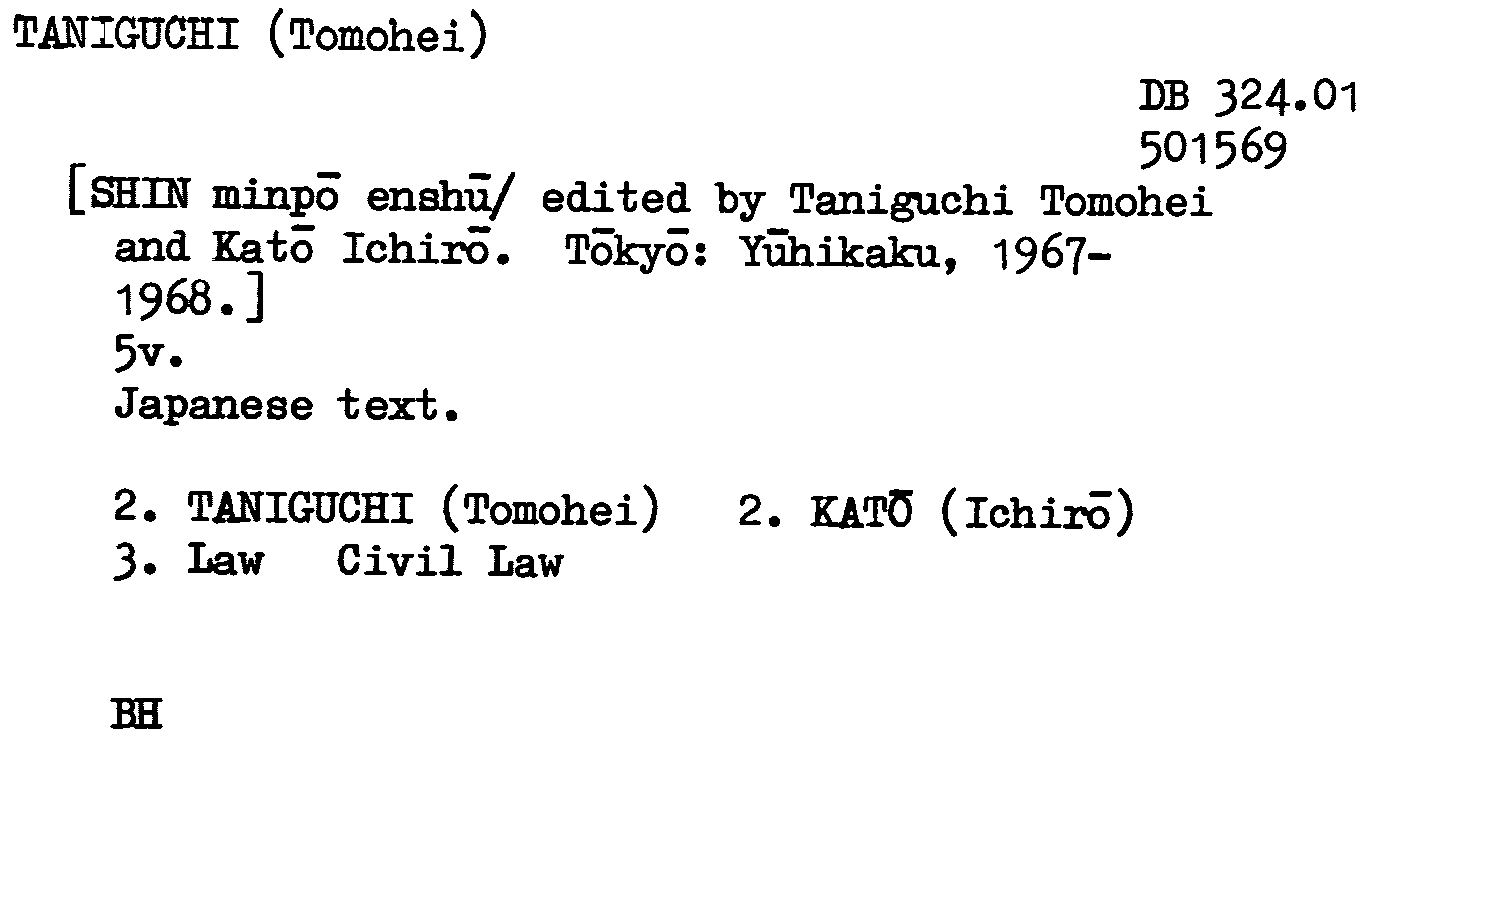 TANIGUCHI (Tomohei)
DB 324.01
501569
[SHIN minpō enshū/ edited by Taniguchi Tomohei
and Katō Ichirō. Tōkyō: Yūhikaku, 1967-
1968.]
5v.
Japanese text.
2. TANIGUCHI (Tomohei) 2. KATŌ (Ichirō)
3. Law Civil Law
BH